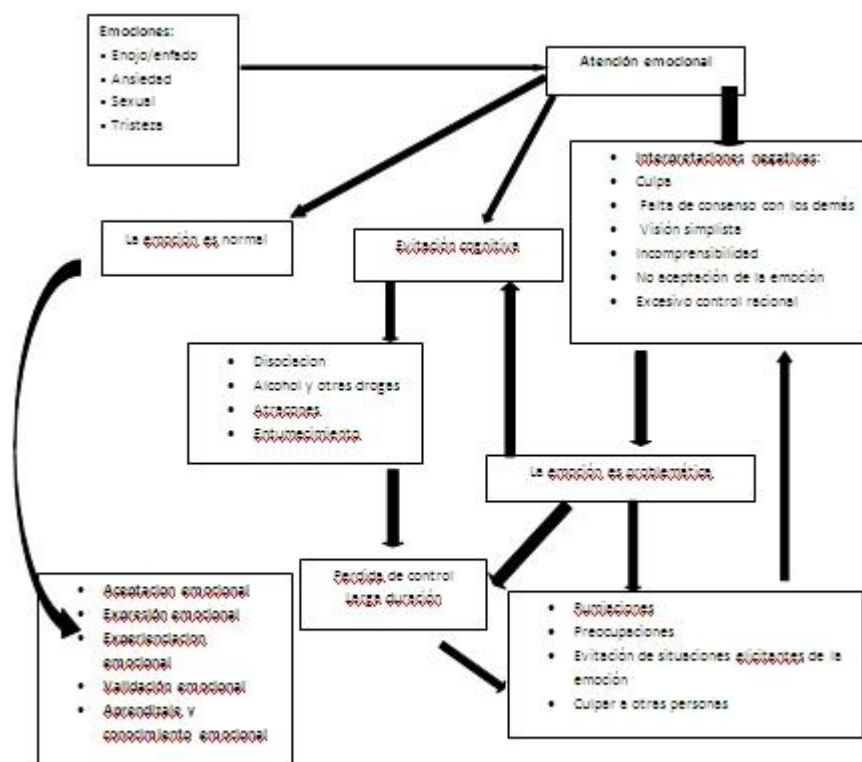 Emociones:
• Enojo/enfado
• Ansiedad
• Sexual
• Tristeza
Atención emocional
• Interpretaciones negativas:
• Culpa
• Falta de consenso con los demás
• Visión simplista
• Incomprensibilidad
• No aceptación de la emoción
• Excesivo control racional
La emoción es normal
Evitación cognitiva
• Disociacion
• Alcohol y otras drogas
• Atracones
• Entumecimiento
La emoción es problemática
Perdida de control
Larga duración
• Aceptacion emocional
• Expresión emocional
• Experienciacion
emocional
• Validación emocional
• Aprendizaje y
conocimiento emocional
• Rumiaciones
• Preocupaciones
• Evitación de situaciones elicitantes de la
emoción
• Culpar a otras personas